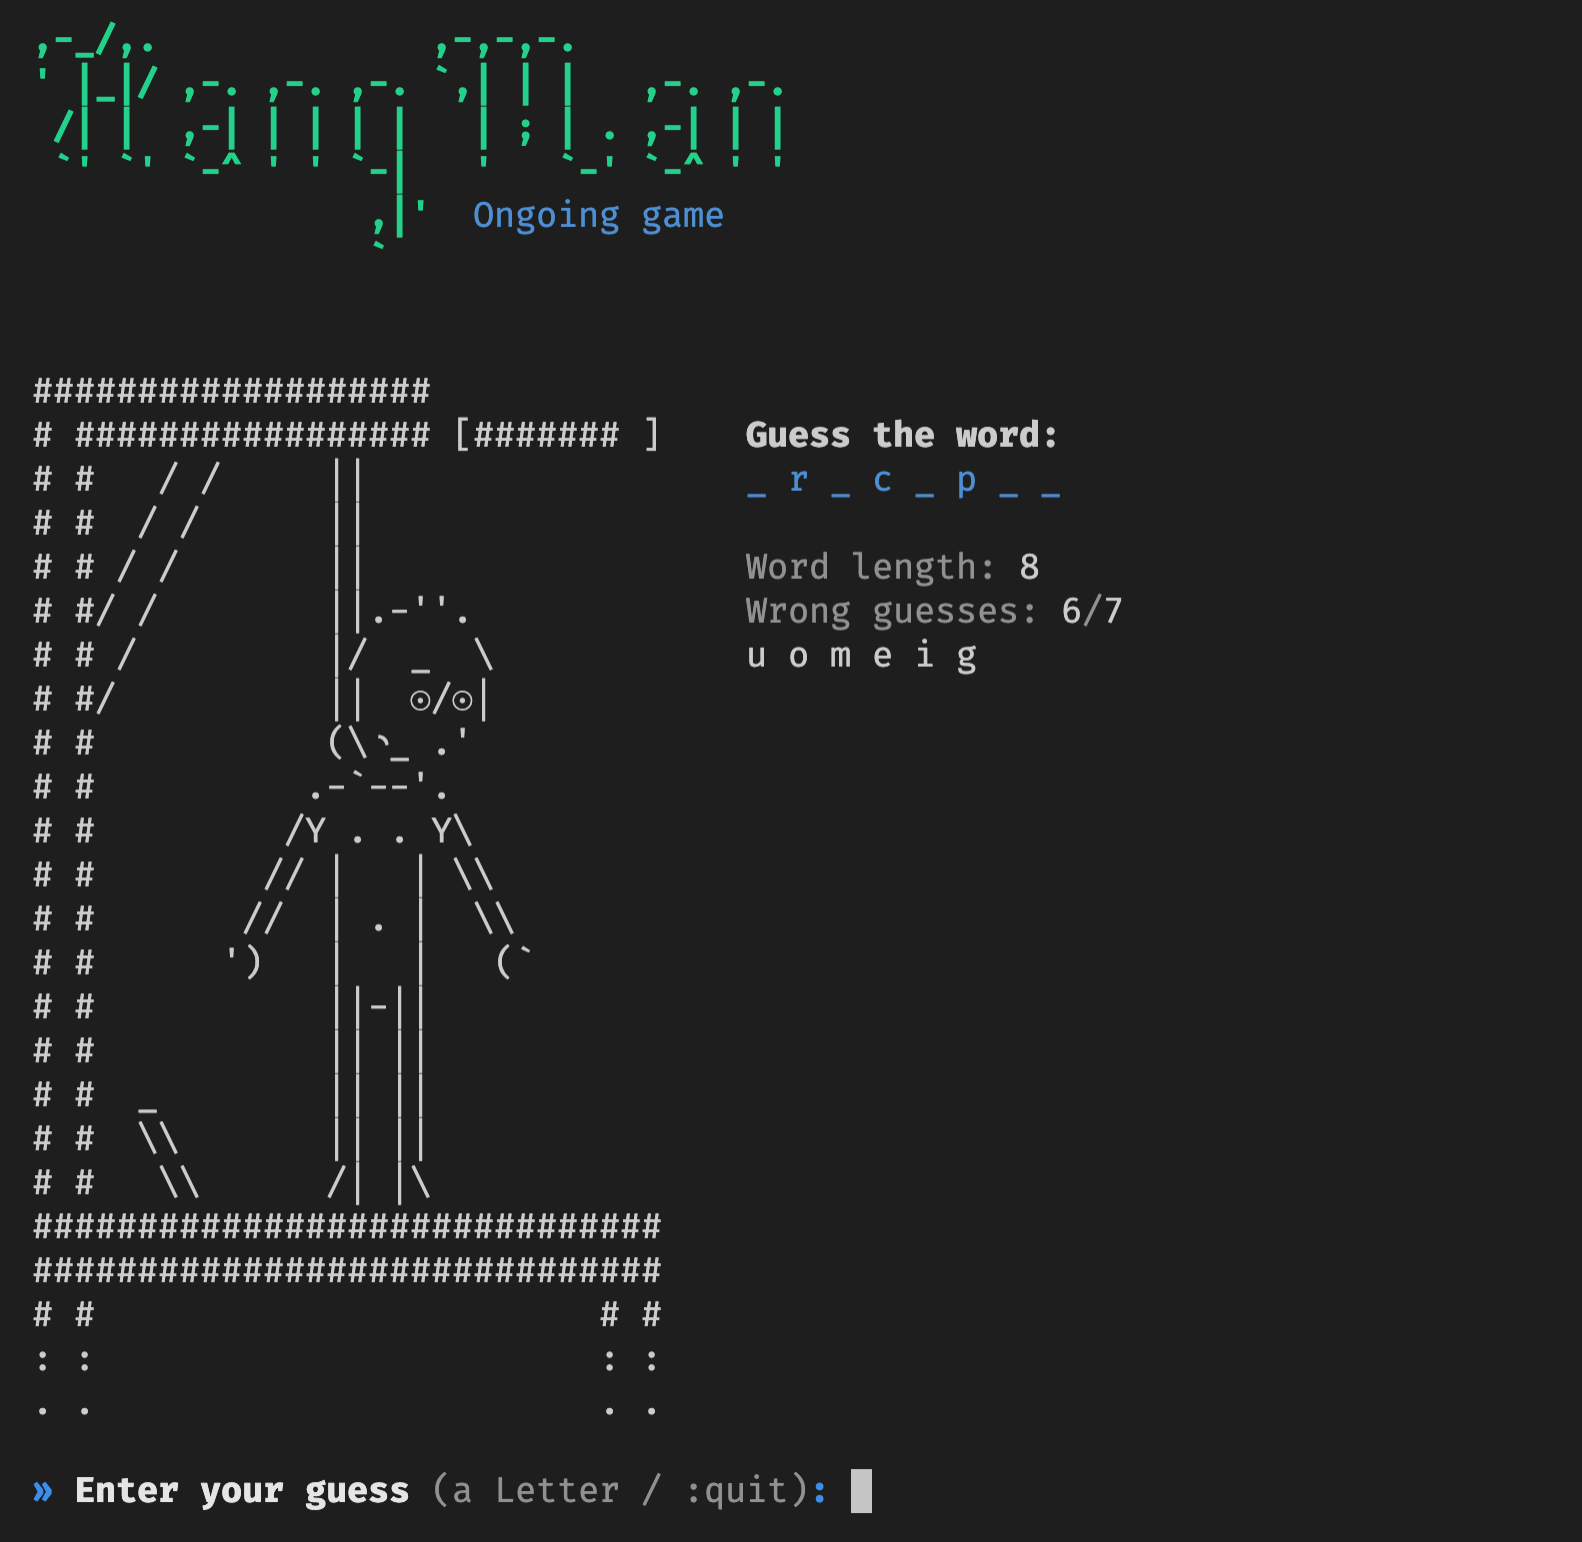 Hang Man
Ongoing game
Guess the word:
_ r _ c _ p _ _
Word length: 8
Wrong guesses: 6/7
u o m e i g
» Enter your guess (a Letter / :quit):